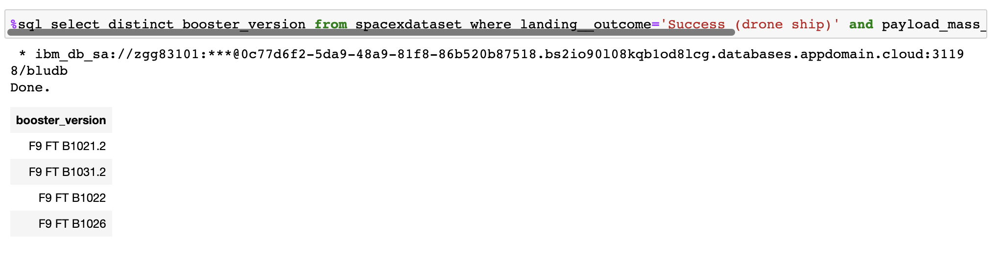 %sql select distinct booster_version from spacexdataset where landing__outcome='Success (drone ship)' and payload_mass_
* ibm_db_sa://zgg83101:***@0c77d6f2-5da9-48a9-81f8-86b520b87518.bs2io90l08kqb1od8lcg.databases.appdomain.cloud:3119
8/bludb
Done.
booster_version
F9 FT B1021.2
F9 FT B1031.2
F9 FT B1022
F9 FT B1026